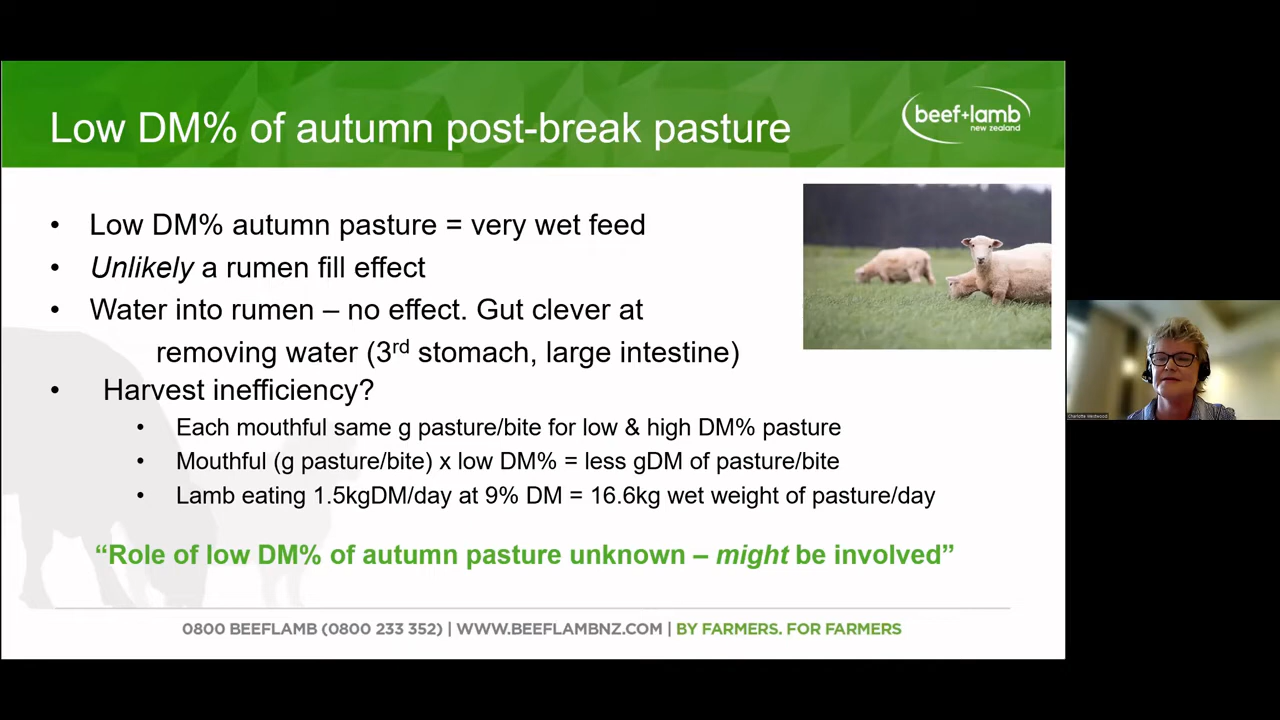 Low DM% of autumn post-break pasture
beef+lamb
new zealand
• Low DM% autumn pasture = very wet feed
• Unlikely a rumen fill effect
• Water into rumen – no effect. Gut clever at
removing water (3rd stomach, large intestine)
• Harvest inefficiency?
• Each mouthful same g pasture/bite for low & high DM% pasture
• Mouthful (g pasture/bite) x low DM% = less gDM of pasture/bite
• Lamb eating 1.5kgDM/day at 9% DM = 16.6kg wet weight of pasture/day
“Role of low DM% of autumn pasture unknown – might be involved”
0800 BEEFLAMB (0800 233 352) | WWW.BEEFLAMBNZ.COM | BY FARMERS. FOR FARMERS
Charlotte Westwood